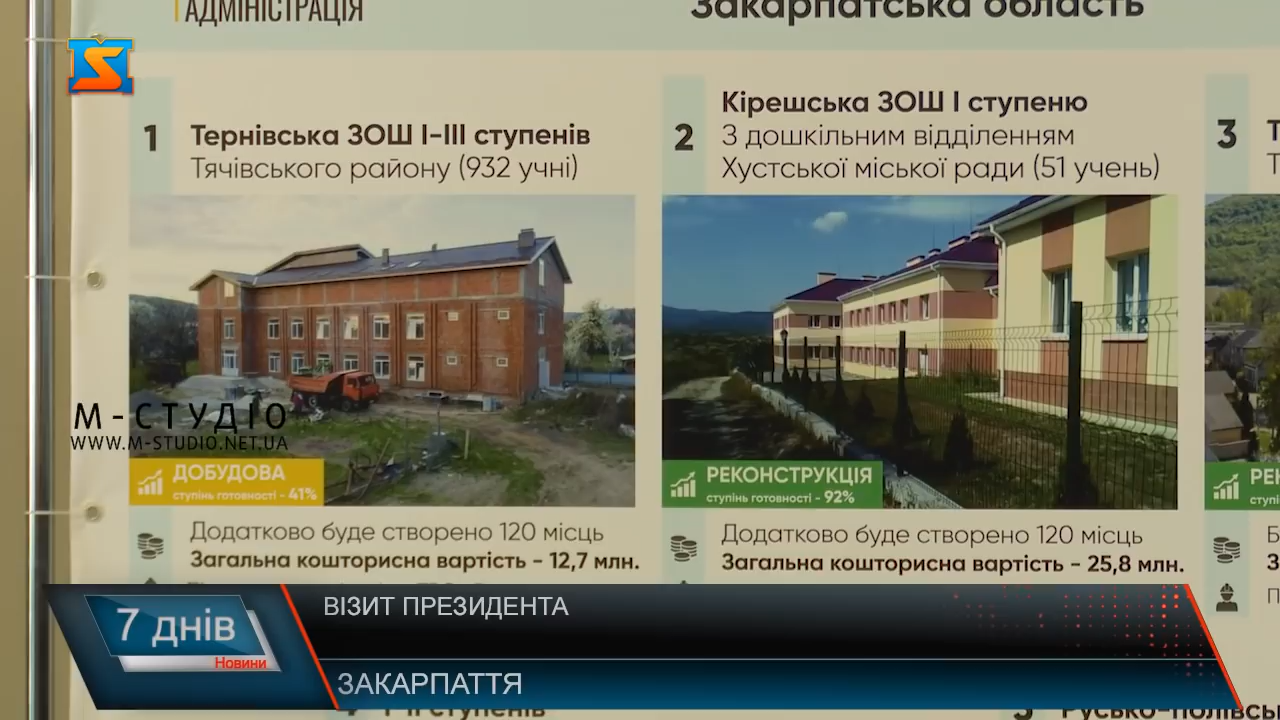 АДМІНІСТРАЦІЯ
Закарпатська область
1
Тернівська ЗОШ І-ІІІ ступенів
Тячівського району (932 учні)
2
Кірешська ЗОШ І ступеню
З дошкільним відділенням
Хустської міської ради (51 учень)
3
М-СТУДІО
WWW.M-STUDIO.NET.UA
ДОБУДОВА
ступінь готовності - 41%
РЕКОНСТРУКЦІЯ
ступінь готовності - 92%
Додатково буде створено 120 місць
Загальна кошторисна вартість - 12,7 млн.
Додатково буде створено 120 місць
Загальна кошторисна вартість - 25,8 млн.
7 днів
Новини
ВІЗИТ ПРЕЗИДЕНТА
ЗАКАРПАТТЯ